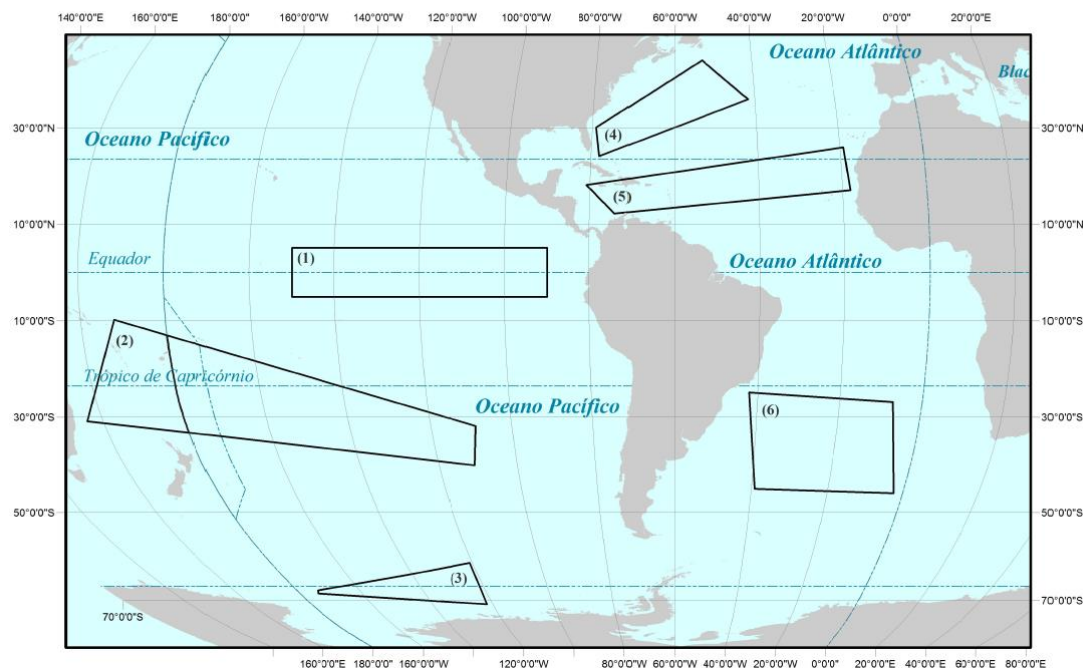 160°0'0"E 180°0'0" 160°0'0"W 140°0'0"W 120°0'0"W 100°0'0"W 80°0'0"W 60°0'0"W 40°0'0"W 20°0'0"W 0°0'0" 20°0'0"E
Oceano Atlântico
Blac
30°0'0"N 30°0'0"N
Oceano Pacífico
(4)
(5)
10°0'0"N 10°0'0"N
Equador
(1)
Oceano Atlântico
10°0'0"S 10°0'0"S
(2)
Trópico de Capricórnio
Oceano Pacífico
(6)
30°0'0"S 30°0'0"S
50°0'0"S 50°0'0"S
(3)
70°0'0"S 70°0'0"S
160°0'0"E 180°0'0" 160°0'0"W 140°0'0"W 120°0'0"W 100°0'0"W 80°0'0"W 60°0'0"W 40°0'0"W 20°0'0"W 0°0'0" 20°0'0"E 40°0'0"E